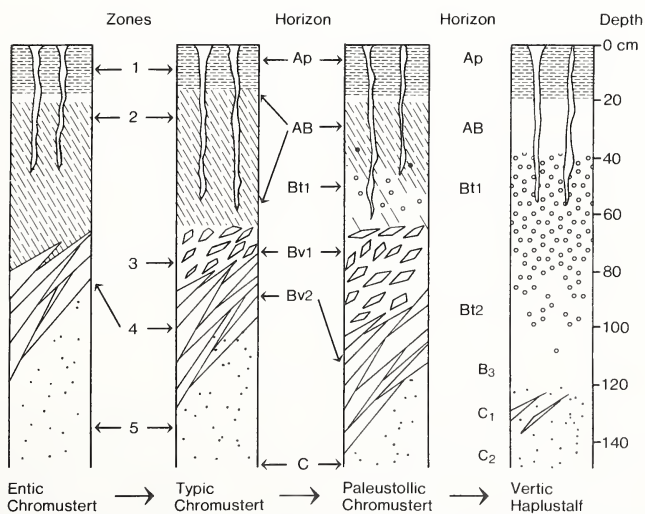 Zones Horizon Horizon Depth
1 Ap Ap 0 cm
20
2 AB AB
40
Bt1 Bt1
60
3 Bv1
80
Bv2
4 Bt2 100
B3
120
C1
5
140
C C2
Entic Chromustert
Typic Chromustert
Paleustollic Chromustert
Vertic Haplustalf